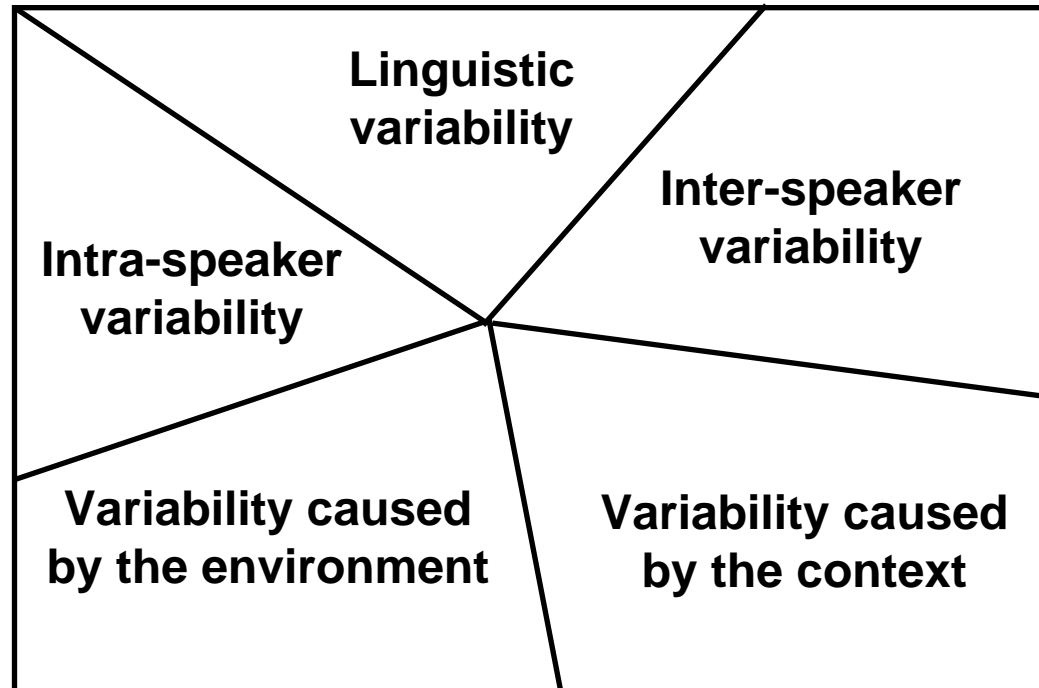 Linguistic
variability
Inter-speaker
variability
Intra-speaker
variability
Variability caused
by the environment
Variability caused
by the context